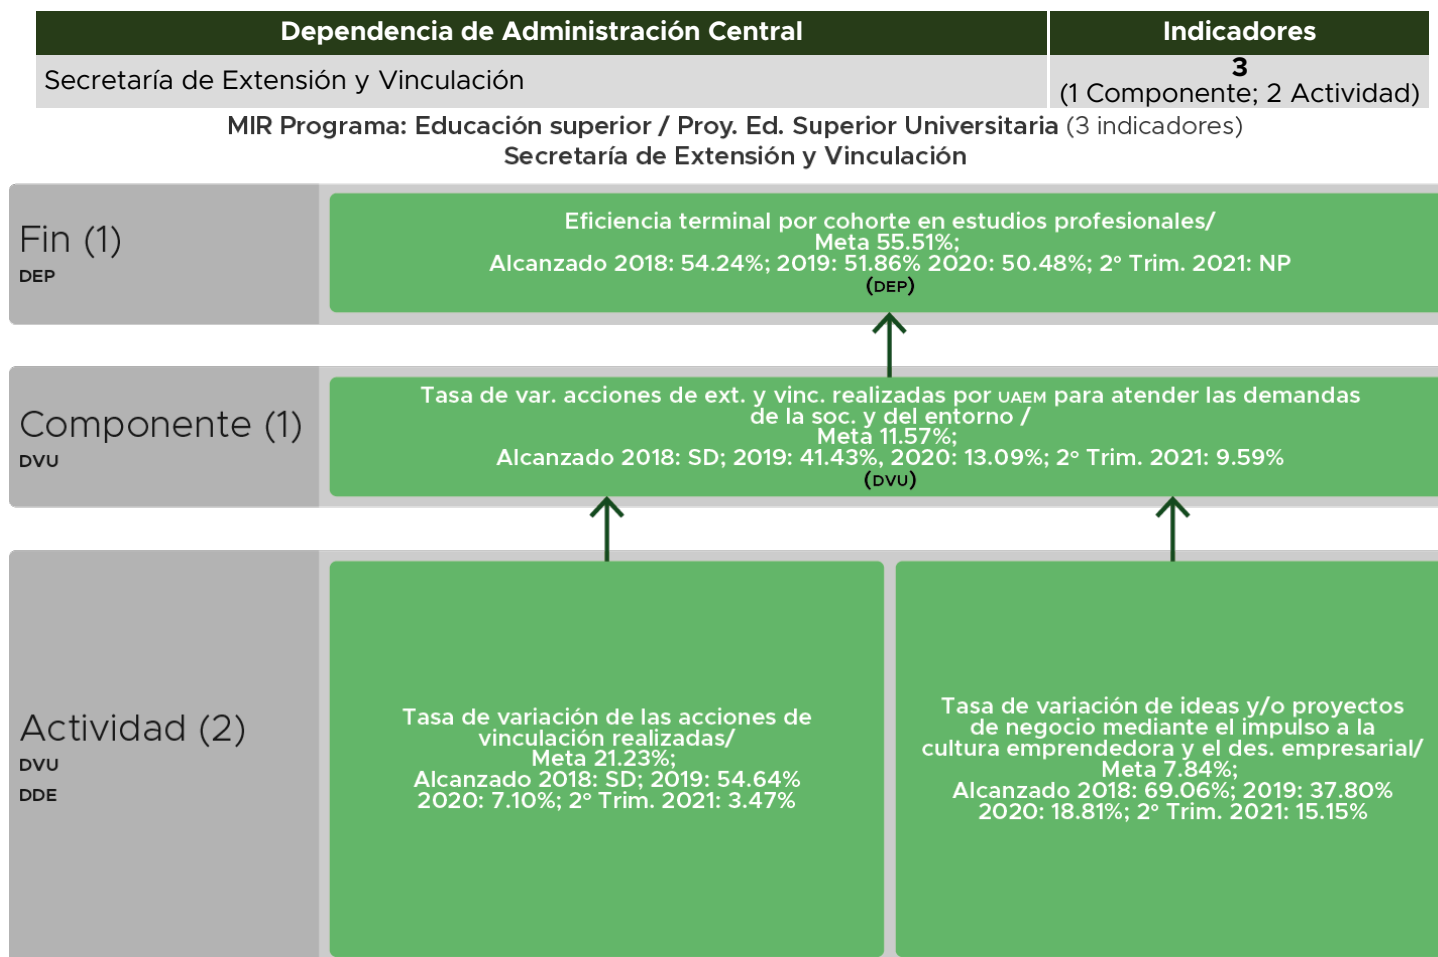 Dependencia de Administración Central
Indicadores
Secretaría de Extensión y Vinculación
3
(1 Componente; 2 Actividad)
MIR Programa: Educación superior / Proy. Ed. Superior Universitaria (3 indicadores)
Secretaría de Extensión y Vinculación
Fin (1)
DEP
Eficiencia terminal por cohorte en estudios profesionales/
Meta 55.51%;
Alcanzado 2018: 54.24%; 2019: 51.86% 2020: 50.48%; 2° Trim. 2021: NP
(DEP)
Componente (1)
DVU
Tasa de var. acciones de ext. y vinc. realizadas por UAEM para atender las demandas
de la soc. y del entorno /
Meta 11.57%;
Alcanzado 2018: SD; 2019: 41.43%, 2020: 13.09%; 2° Trim. 2021: 9.59%
(DVU)
Actividad (2)
DVU
DDE
Tasa de variación de las acciones de
vinculación realizadas/
Meta 21.23%;
Alcanzado 2018: SD; 2019: 54.64%
2020: 7.10%; 2° Trim. 2021: 3.47%
Tasa de variación de ideas y/o proyectos
de negocio mediante el impulso a la
cultura emprendedora y el des. empresarial/
Meta 7.84%;
Alcanzado 2018: 69.06%; 2019: 37.80%
2020: 18.81%; 2° Trim. 2021: 15.15%